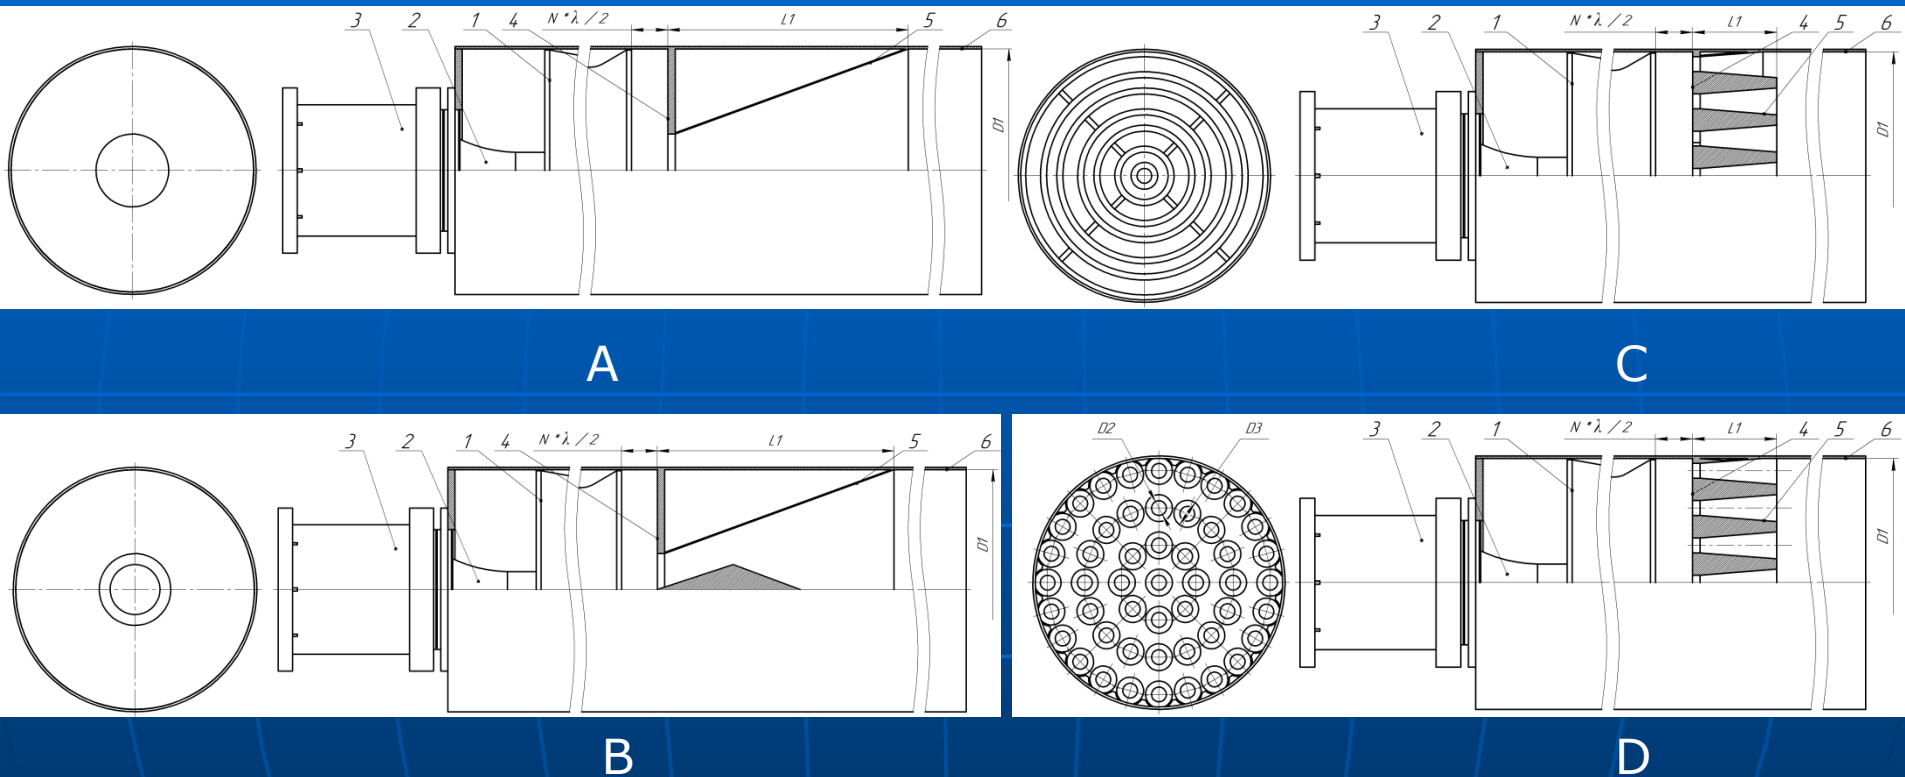 3 2 1 4 N*λ/2 L1 5 6
D1
3 2 1 N*λ/2 L1 4 5 6
D1
A
C
3 2 1 4 N*λ/2 L1 5 6
D1
D2 D3 3 2 1 N*λ/2 L1 4 5 6
D1
B
D